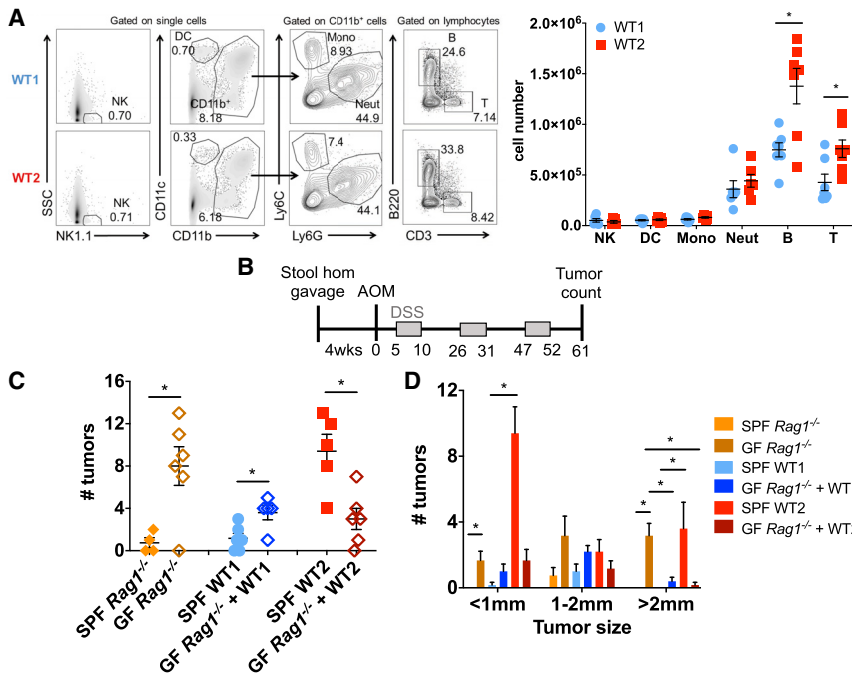 A
Gated on single cells
Gated on CD11b⁺ cells
Gated on lymphocytes
WT1
WT2
SSC
NK
0.70
NK
0.71
NK1.1
CD11c
DC
0.70
CD11b⁺
8.18
0.33
6.18
CD11b
Ly6C
Mono
8.93
Neut
44.9
7.4
44.1
Ly6G
B220
B
24.6
T
7.14
33.8
8.42
CD3
WT1
WT2
cell number
2.0×10⁶
1.5×10⁶
1.0×10⁶
5.0×10⁵
0.0
*
*
NK DC Mono Neut B T
B
Stool hom
gavage
AOM
DSS
Tumor
count
4wks 0 5 10 26 31 47 52 61
C
# tumors
16
12
8
4
0
*
*
*
SPF Rag1⁻/⁻
GF Rag1⁻/⁻
SPF WT1
GF Rag1⁻/⁻ + WT1
SPF WT2
GF Rag1⁻/⁻ + WT2
D
# tumors
12
8
4
0
*
*
*
*
*
*
<1mm 1-2mm >2mm
Tumor size
SPF Rag1⁻/⁻
GF Rag1⁻/⁻
SPF WT1
GF Rag1⁻/⁻ + WT
SPF WT2
GF Rag1⁻/⁻ + WT